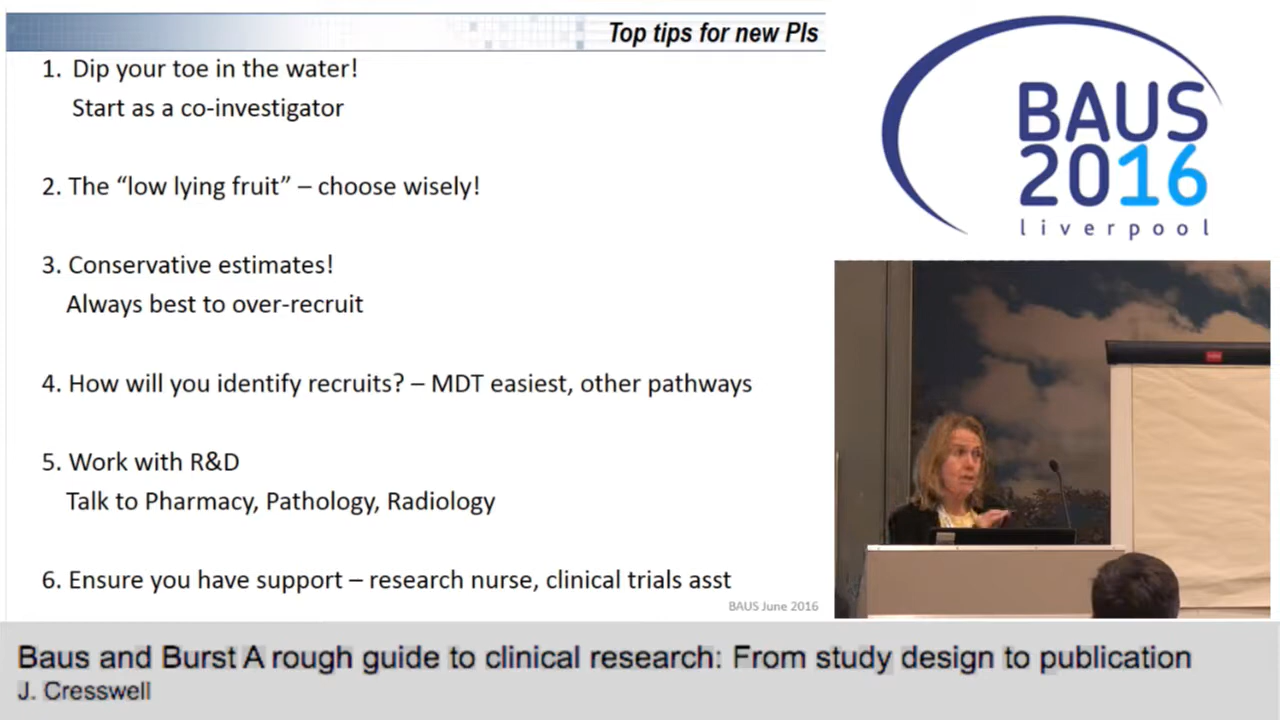 Top tips for new PIs
1. Dip your toe in the water!
Start as a co-investigator
2. The “low lying fruit” – choose wisely!
3. Conservative estimates!
Always best to over-recruit
4. How will you identify recruits? – MDT easiest, other pathways
5. Work with R&D
Talk to Pharmacy, Pathology, Radiology
6. Ensure you have support – research nurse, clinical trials asst
BAUS June 2016
BAUS
2016
liverpool
Baus and Burst A rough guide to clinical research: From study design to publication
J. Cresswell